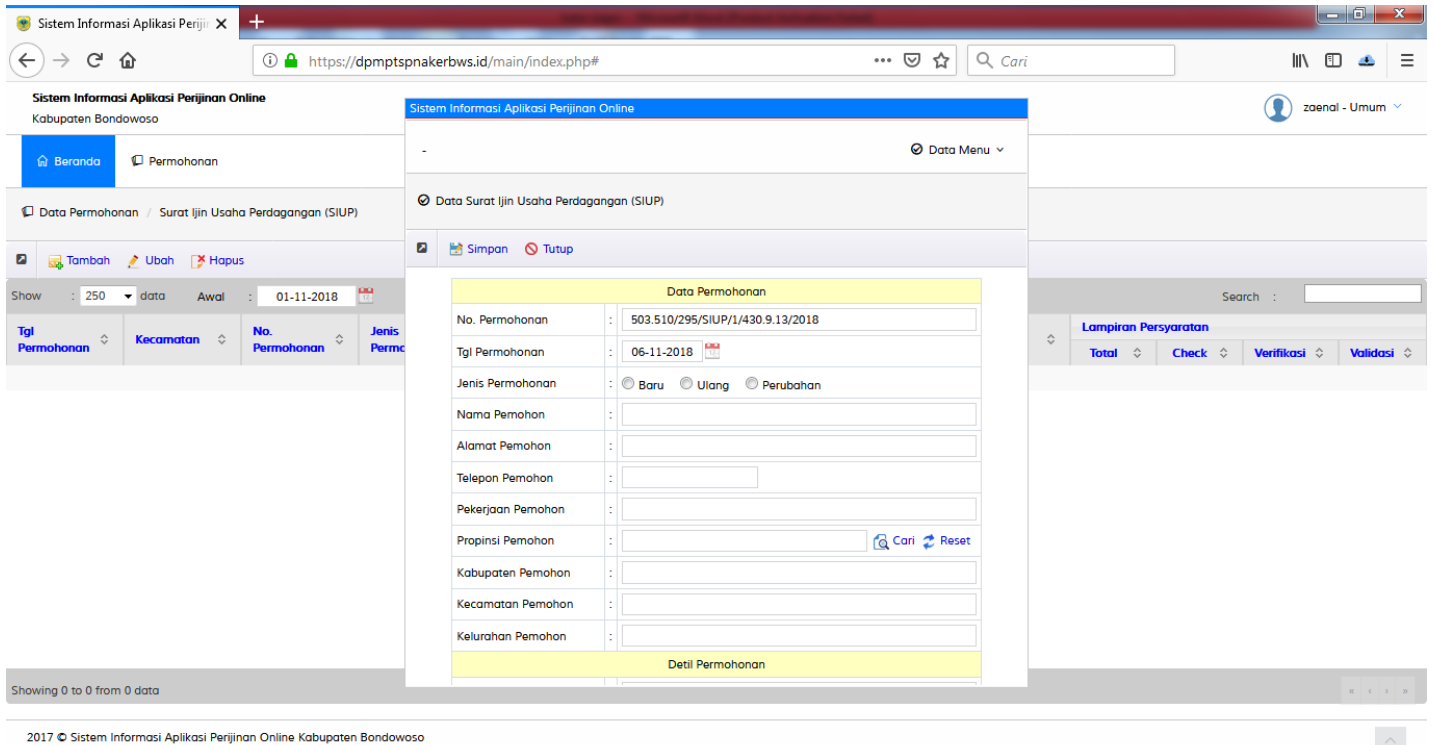 Sistem Informasi Aplikasi Periji
https://dpmptspnakerbws.id/main/index.php#
Cari
Sistem Informasi Aplikasi Perijinan Online
Kabupaten Bondowoso
zaenal - Umum
Beranda
Permohonan
Data Permohonan / Surat Ijin Usaha Perdagangan (SIUP)
Tambah Ubah Hapus
Show : 250 data Awal : 01-11-2018
Search :
Tgl Permohonan
Kecamatan
No. Permohonan
Jenis
Permo
Lampiran Persyaratan
Total Check Verifikasi Validasi
Sistem Informasi Aplikasi Perijinan Online
- Data Menu
Data Surat Ijin Usaha Perdagangan (SIUP)
Simpan Tutup
Data Permohonan
No. Permohonan : 503.510/295/SIUP/1/430.9.13/2018
Tgl Permohonan : 06-11-2018
Jenis Permohonan : Baru Ulang Perubahan
Nama Pemohon :
Alamat Pemohon :
Telepon Pemohon :
Pekerjaan Pemohon :
Propinsi Pemohon : Cari Reset
Kabupaten Pemohon :
Kecamatan Pemohon :
Kelurahan Pemohon :
Detil Permohonan
Showing 0 to 0 from 0 data
« ‹ › »
2017 © Sistem Informasi Aplikasi Perijinan Online Kabupaten Bondowoso